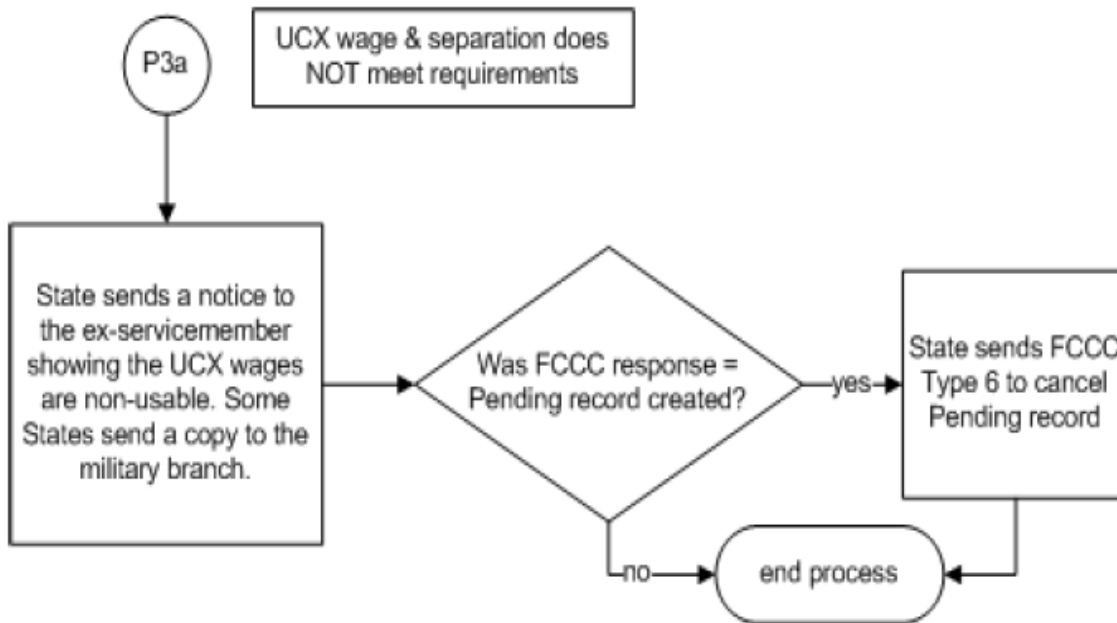 P3a
UCX wage & separation does
NOT meet requirements
State sends a notice to
the ex-servicemember
showing the UCX wages
are non-usable. Some
States send a copy to the
military branch.
Was FCCC response =
Pending record created?
yes
State sends FCCC
Type 6 to cancel
Pending record
no
end process